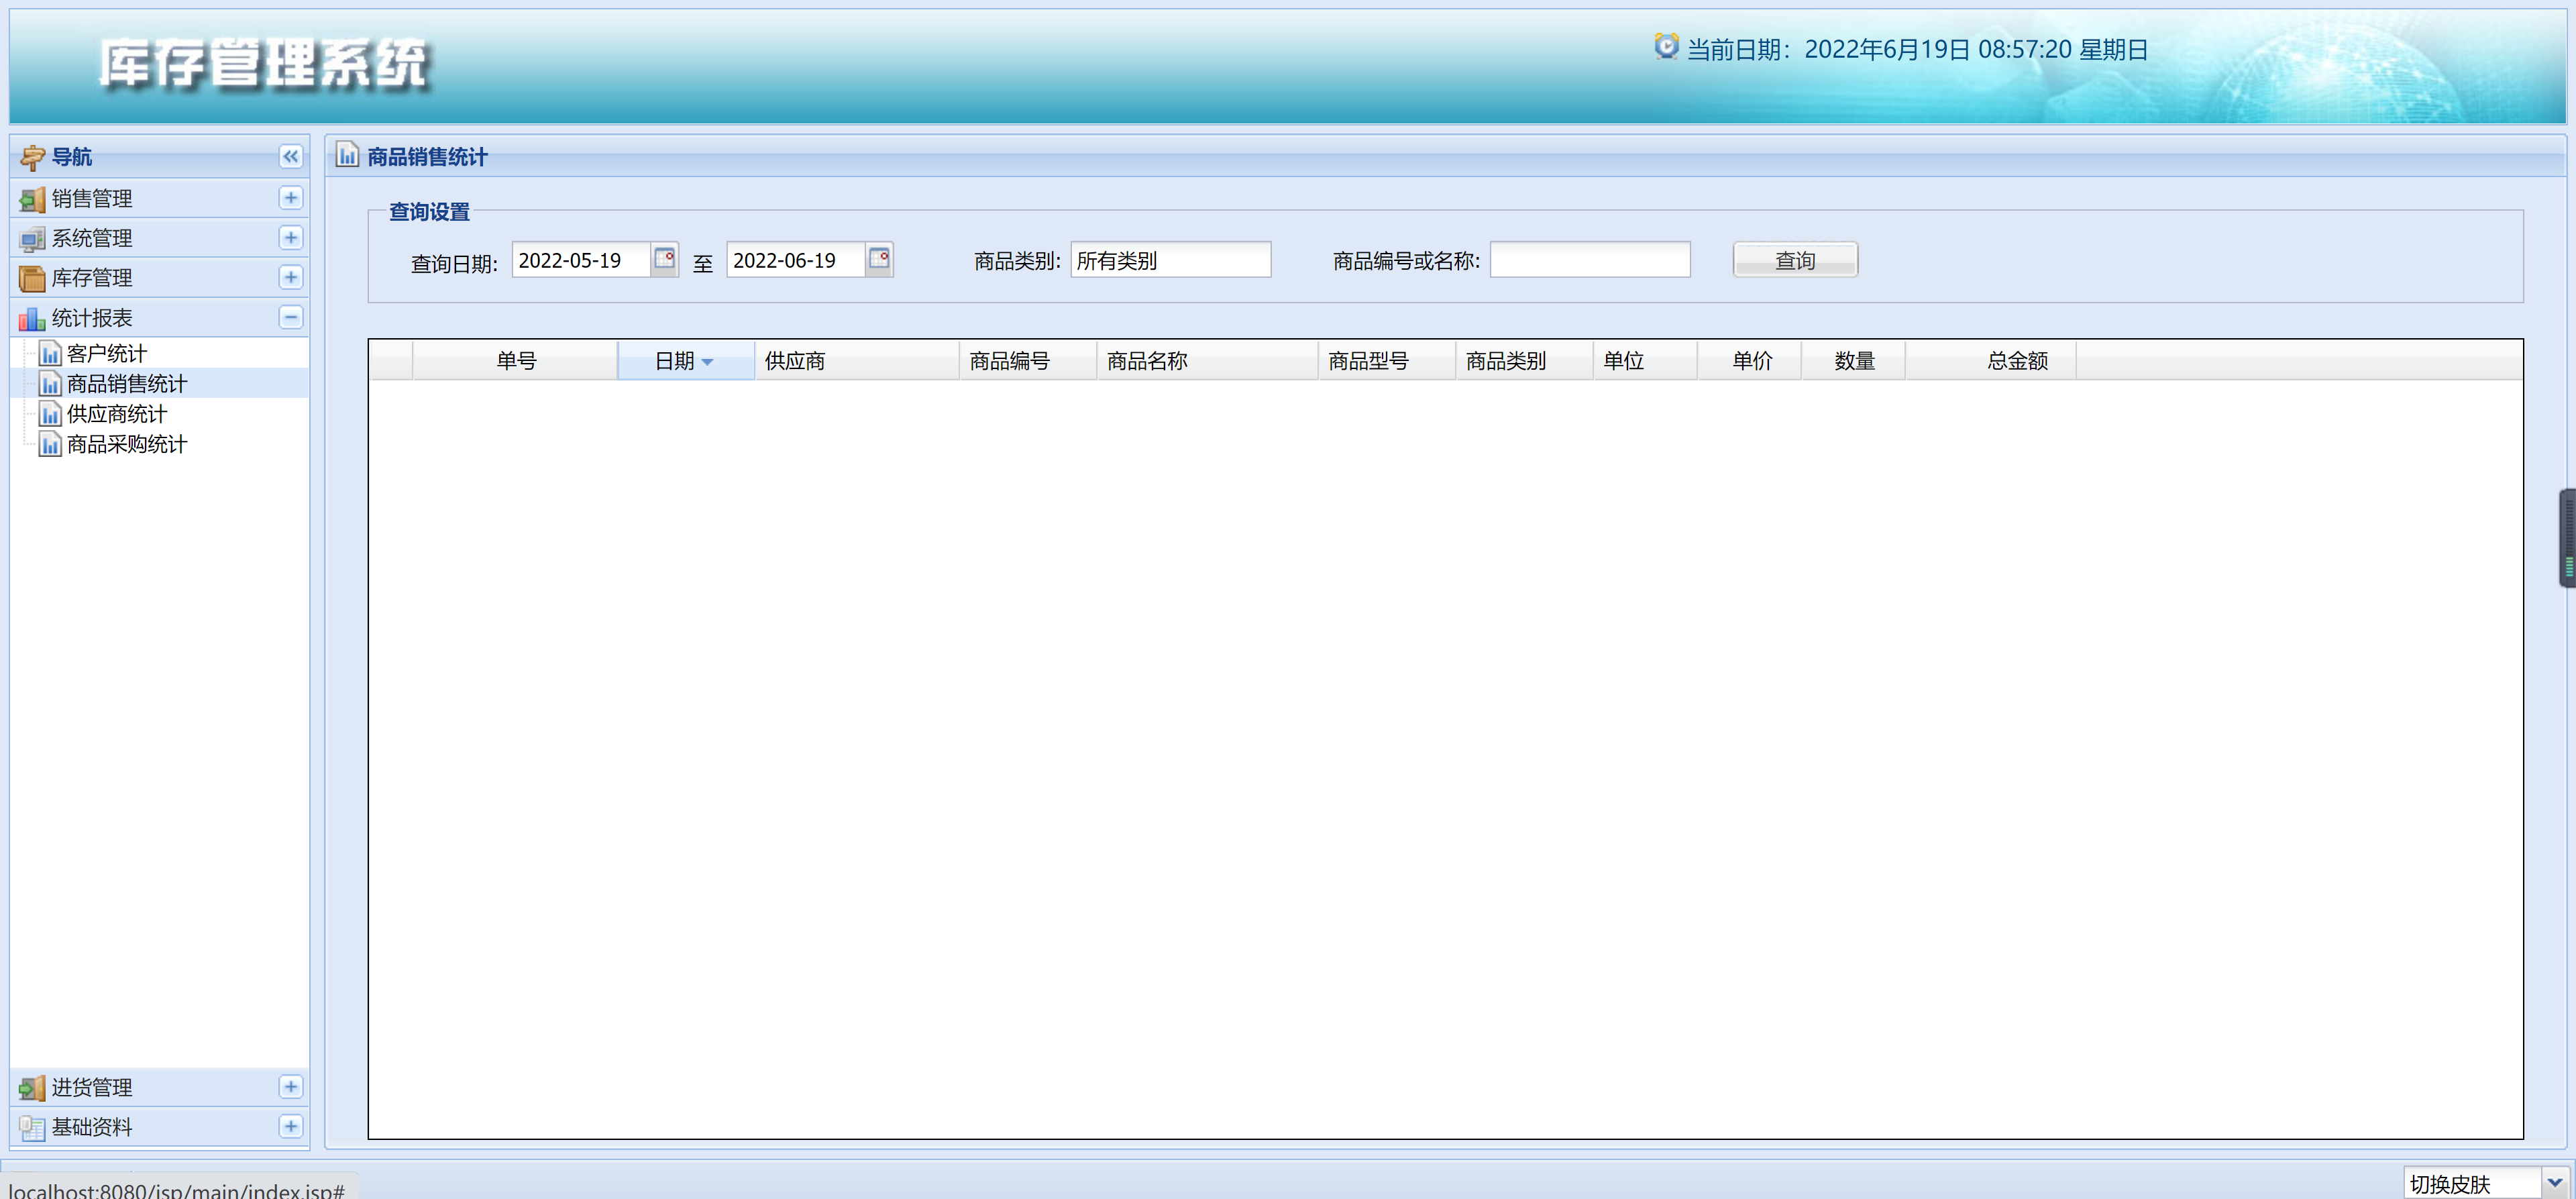 库存管理系统
当前日期：2022年6月19日 08:57:20 星期日
导航
销售管理
系统管理
库存管理
统计报表
客户统计
商品销售统计
供应商统计
商品采购统计
进货管理
基础资料
商品销售统计
查询设置
查询日期: 2022-05-19 至 2022-06-19 商品类别: 所有类别 商品编号或名称: 查询
单号 日期 供应商 商品编号 商品名称 商品型号 商品类别 单位 单价 数量 总金额
localhost:8080/jsp/main/index.jsp#
切换皮肤